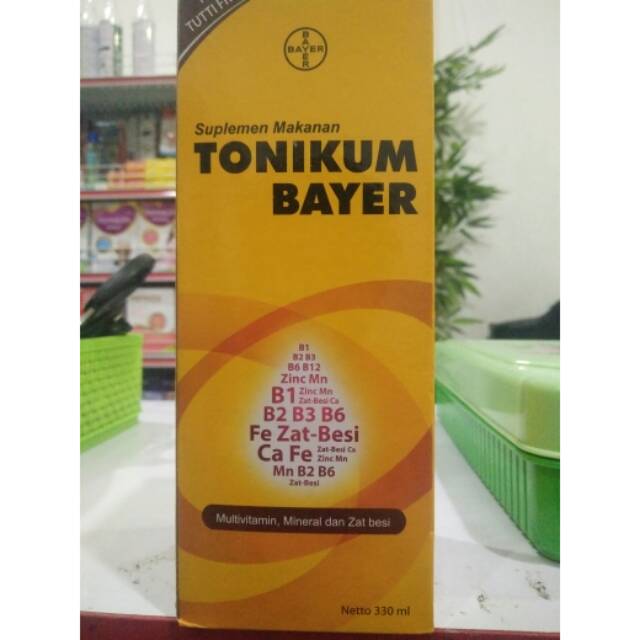 TUTTI
BAYER
BAYER
Suplemen Makanan
TONIKUM
BAYER
B1
B2 B3
B6 B12
Zinc Mn
B1 Zinc Mn
Zat-Besi Ca
B2 B3 B6
Fe Zat-Besi
Ca Fe Zat-Besi Ca
Zinc Mn
Mn B2 B6
Zat-Besi
Multivitamin, Mineral dan Zat besi
Netto 330 ml